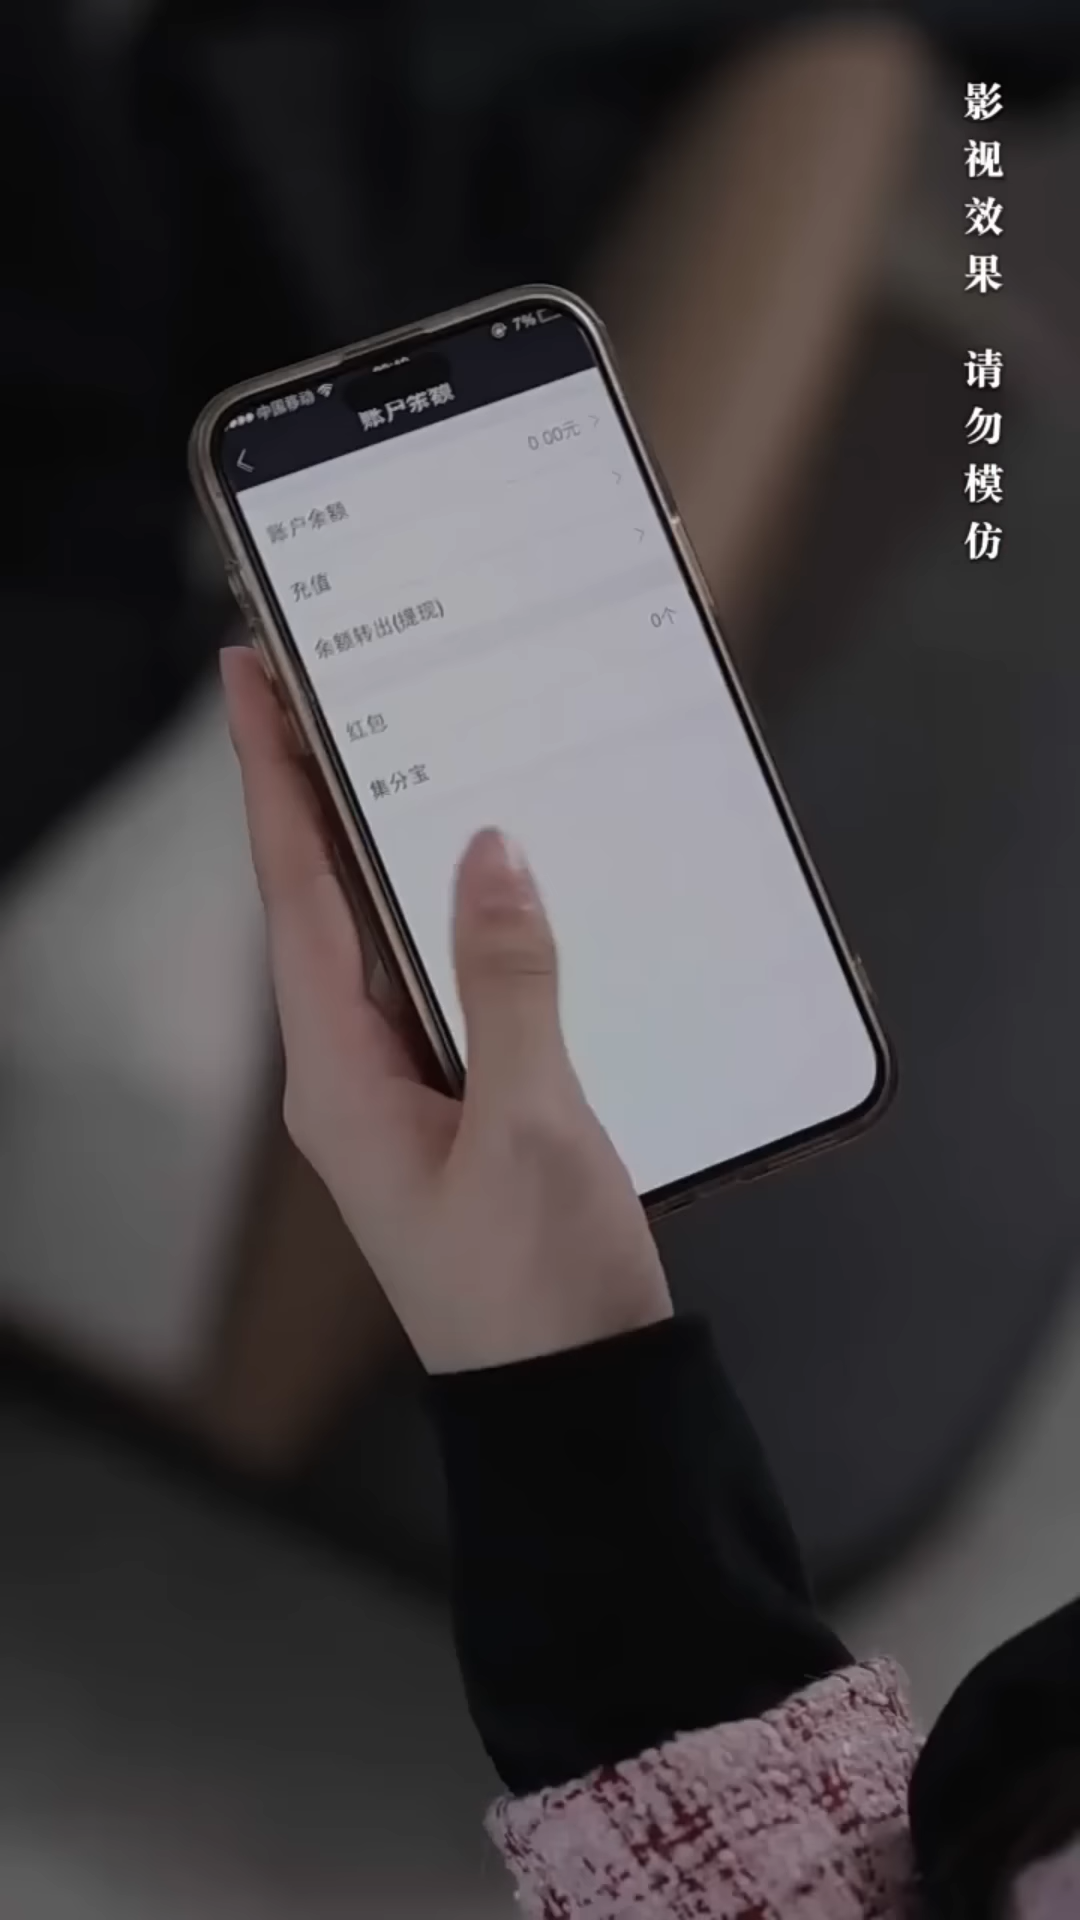 影视效果 请勿模仿
中国移动
7%
账户余额
账户余额 0.00元
充值
余额转出(提现)
红包 0个
集分宝